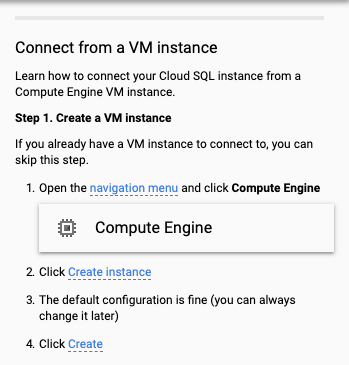 Connect from a VM instance
Learn how to connect your Cloud SQL instance from a
Compute Engine VM instance.
Step 1. Create a VM instance
If you already have a VM instance to connect to, you can
skip this step.
1. Open the navigation menu and click Compute Engine
Compute Engine
2. Click Create instance
3. The default configuration is fine (you can always
change it later)
4. Click Create